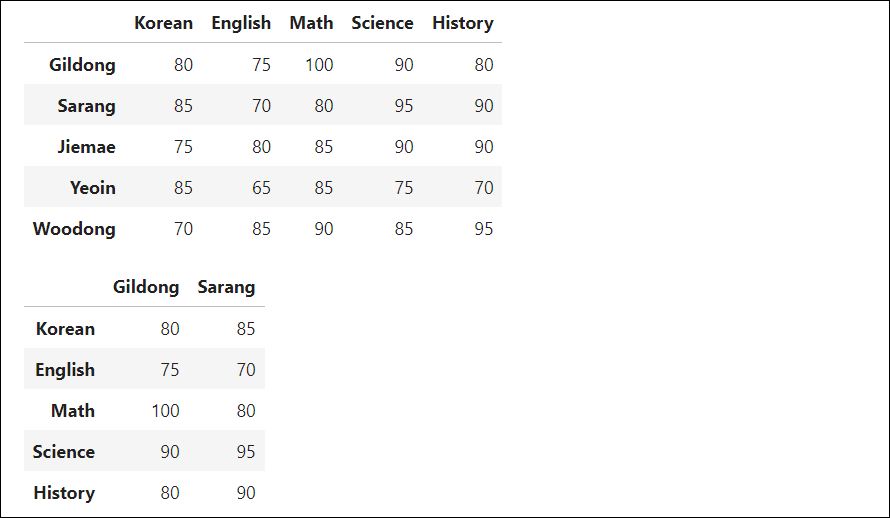 Korean English Math Science History
Gildong 80 75 100 90 80
Sarang 85 70 80 95 90
Jiemae 75 80 85 90 90
Yeoin 85 65 85 75 70
Woodong 70 85 90 85 95
Gildong Sarang
Korean 80 85
English 75 70
Math 100 80
Science 90 95
History 80 90